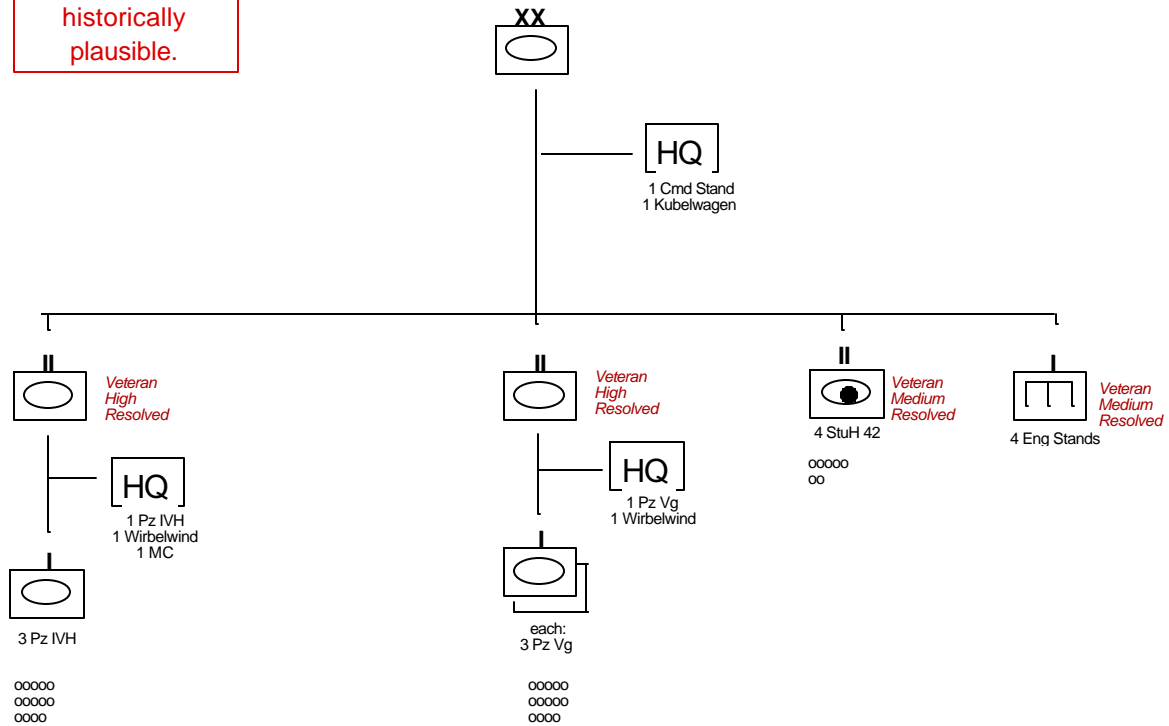 historically
plausible.
XX
HQ
1 Cmd Stand
1 Kubelwagen
II
Veteran
High
Resolved
HQ
1 Pz IVH
1 Wirbelwind
1 MC
I
3 Pz IVH
ooooo
ooooo
oooo
II
Veteran
High
Resolved
HQ
1 Pz Vg
1 Wirbelwind
I
each:
3 Pz Vg
ooooo
ooooo
oooo
II
Veteran
Medium
Resolved
4 StuH 42
ooooo
oo
I
Veteran
Medium
Resolved
4 Eng Stands